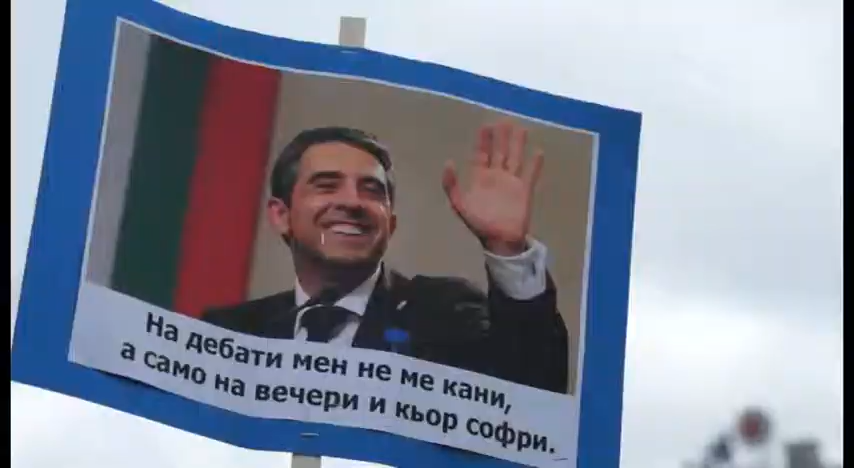 На дебати мен не ме кани,
а само на вечери и кьор софри.